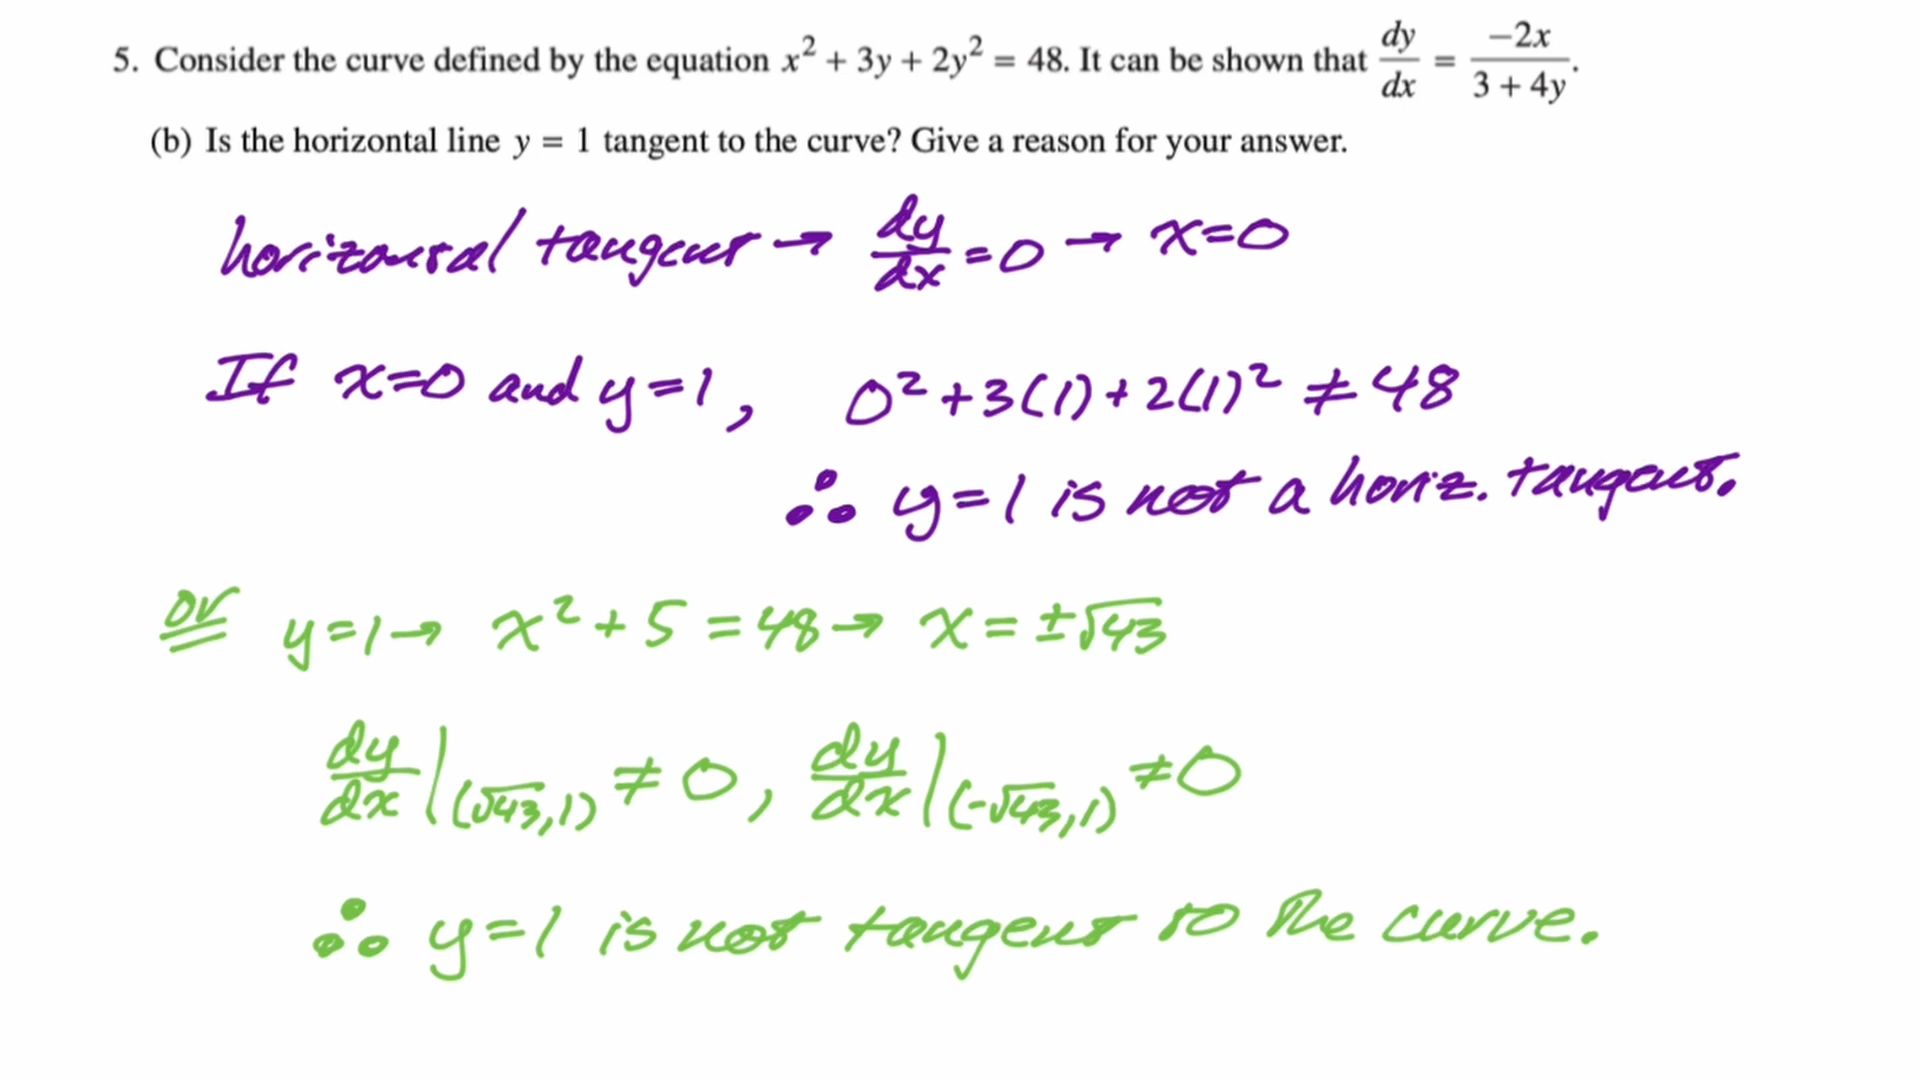 5. Consider the curve defined by the equation x² + 3y + 2y² = 48. It can be shown that dy/dx = -2x/(3 + 4y).
(b) Is the horizontal line y = 1 tangent to the curve? Give a reason for your answer.
horizontal tangent → dy/dx = 0 → x=0
If x=0 and y=1, 0² + 3(1) + 2(1)² ≠ 48
∴ y=1 is not a horiz. tangent.
or y=1 → x² + 5 = 48 → x = ±√43
dy/dx |(√43,1) ≠ 0, dy/dx |(-√43,1) ≠ 0
∴ y=1 is not tangent to the curve.